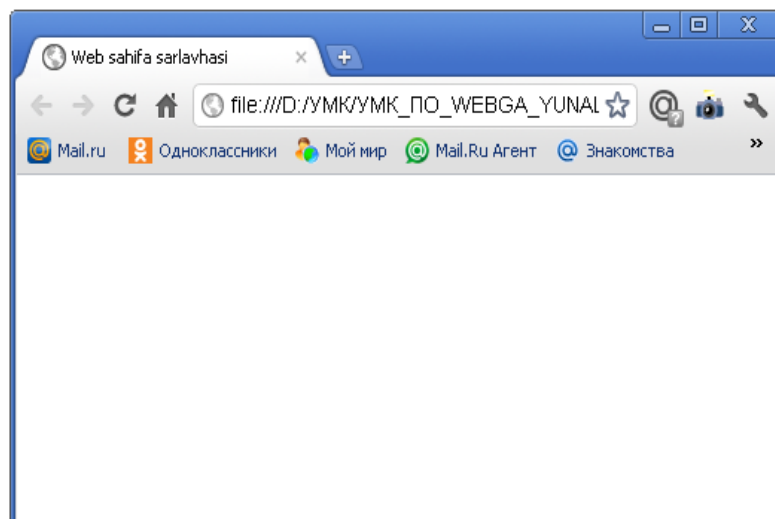 Web sahifa sarlavhasi
file:///D:/УМК/УМК_ПО_WEBGA_YUNAL
Mail.ru Одноклассники Мой мир Mail.Ru Агент Знакомства »